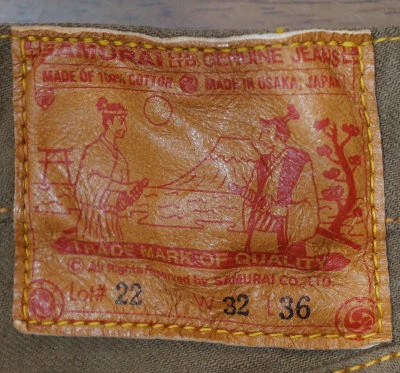 SAMURAI LTD. GENUINE JEANS
MADE OF 100% COTTON MADE IN OSAKA, JAPAN
TRADE MARK OF QUALITY
© All Rights Reserved by SAMURAI CO., LTD.
Lot# 22 W 32 L 36